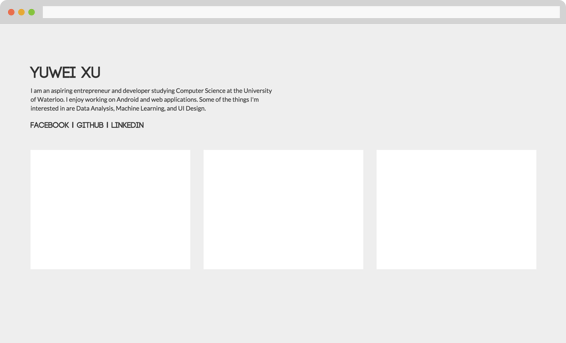 YUWEI XU
I am an aspiring entrepreneur and developer studying Computer Science at the University
of Waterloo. I enjoy working on Android and web applications. Some of the things I'm
interested in are Data Analysis, Machine Learning, and UI Design.
FACEBOOK | GITHUB | LINKEDIN